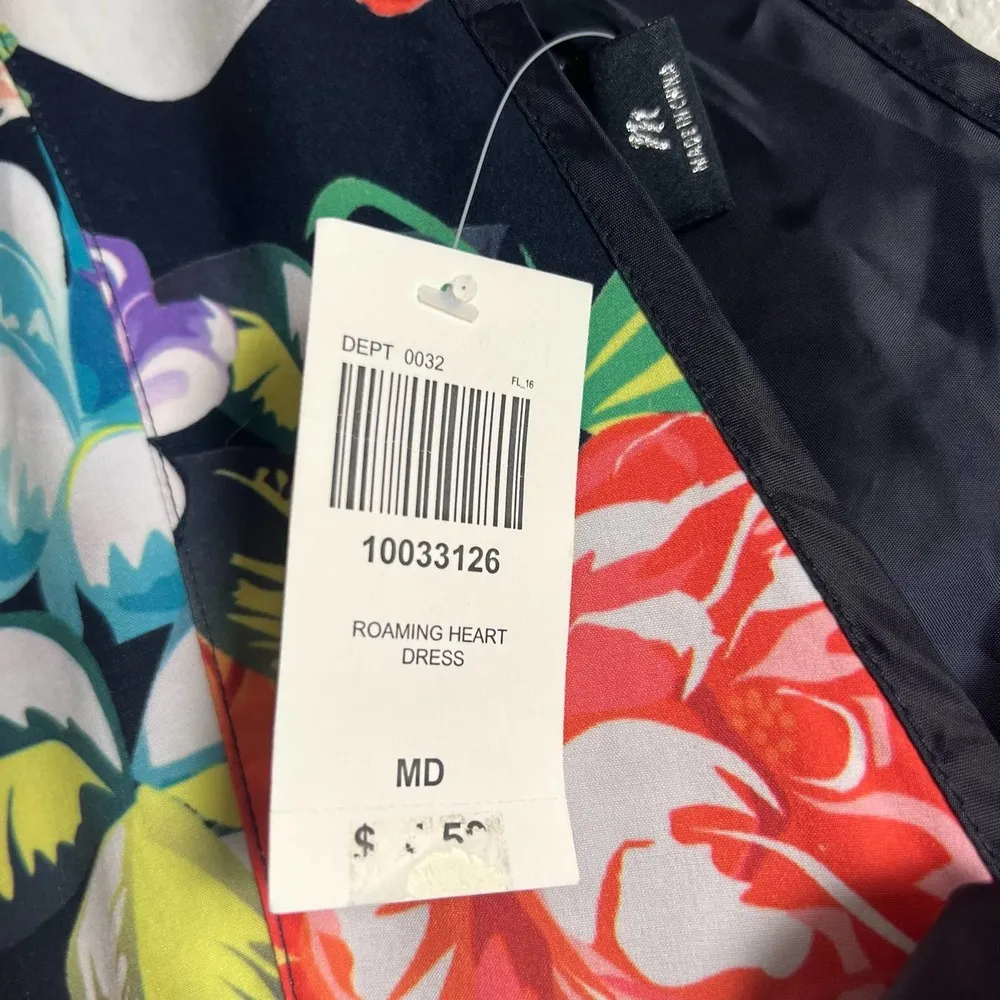 m
MADE IN CHINA
DEPT 0032
FL_16
10033126
ROAMING HEART
DRESS
MD
$